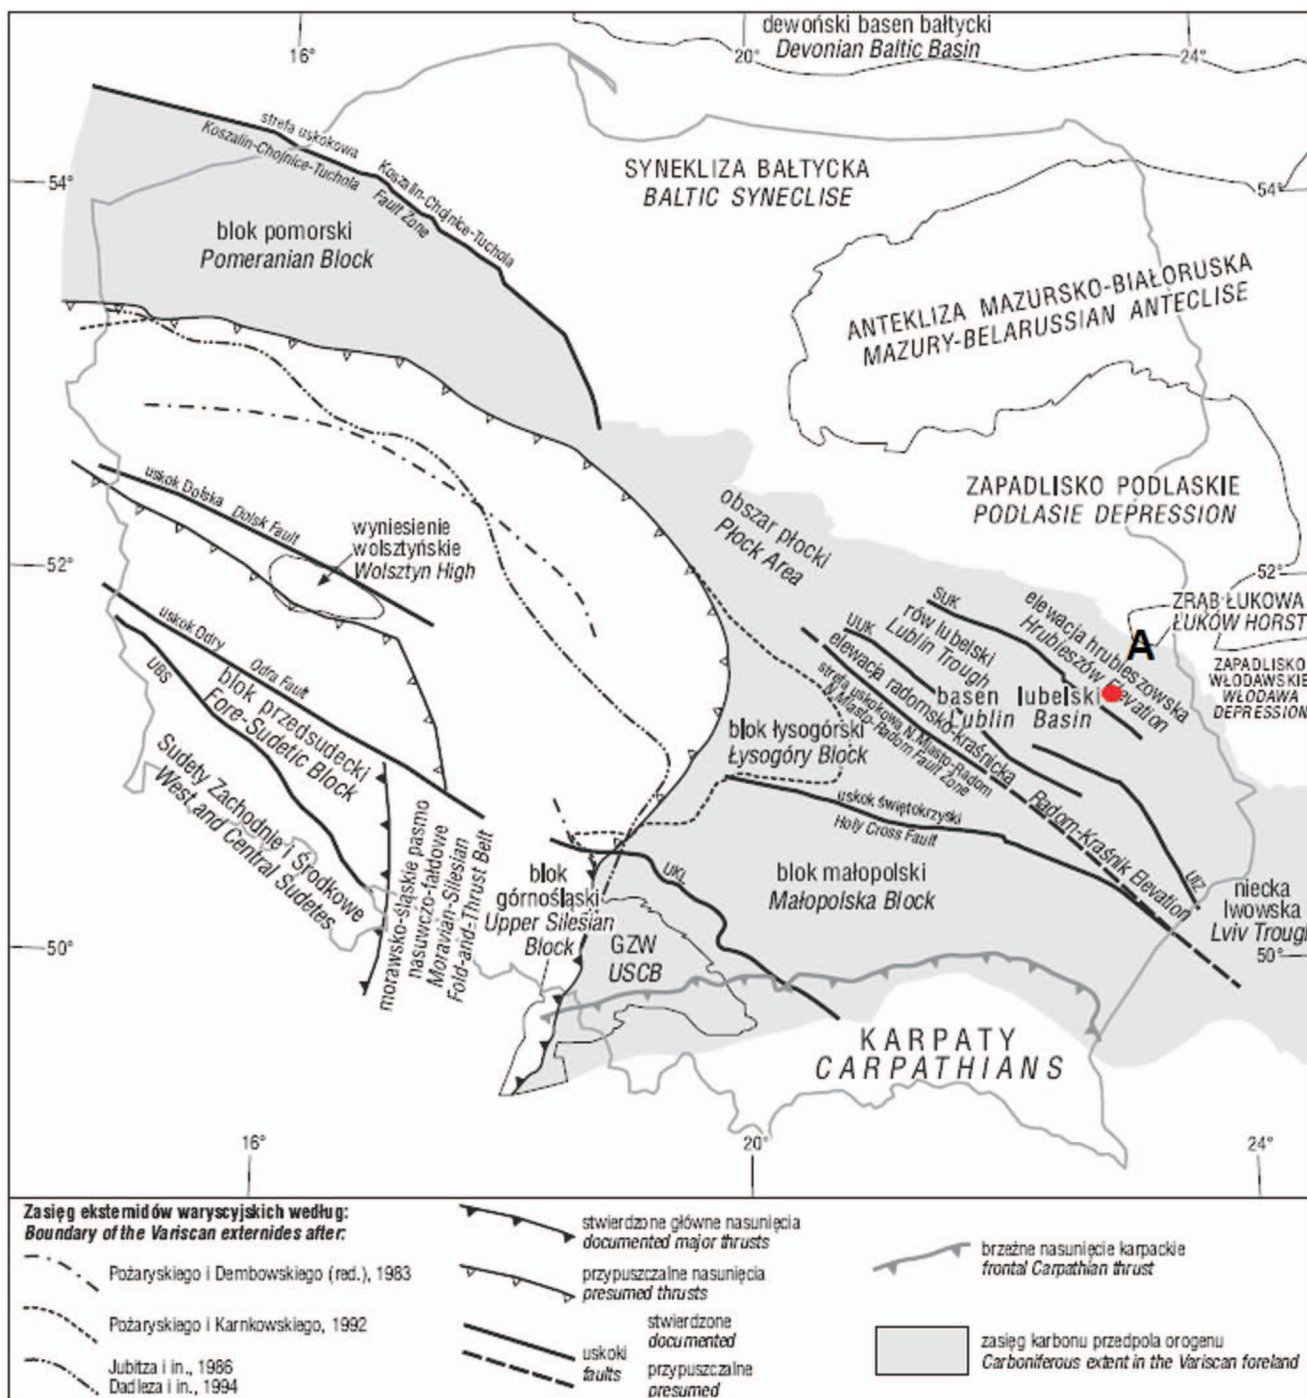 dewoński basen bałtycki
Devonian Baltic Basin
16°
20°
24°
strefa uskokowa
Koszalin-Chojnice-Tuchola
Koszalin-Chojnice-Tuchola
Fault Zone
54°
54°
SYNEKLIZA BAŁTYCKA
BALTIC SYNECLISE
blok pomorski
Pomeranian Block
ANTEKLIZA MAZURSKO-BIAŁORUSKA
MAZURY-BELARUSSIAN ANTECLISE
uskok Dolska
Dolsk Fault
wyniesienie
wolsztyńskie
Wolsztyn High
obszar płocki
Płock Area
ZAPADLISKO PODLASKIE
PODLASIE DEPRESSION
52°
52°
ZRĄB ŁUKOWA
ŁUKÓW HORST
A
ZAPADLISKO
WŁODAWSKIE
WŁODAWA
DEPRESSION
SUK
elewacja hrubieszowska
Hrubieszów Elevation
UUK
rów lubelski
Lublin Trough
elewacja radomsko-kraśnicka
Radom-Kraśnik Elevation
strefa uskokowa N.Miasto-Radom
N.Miasto-Radom Fault Zone
basen lubelski
Lublin Basin
uskok Odry
Odra Fault
UBS
blok przedsudecki
Fore-Sudetic Block
Sudety Zachodnie i Środkowe
West and Central Sudetes
morawsko-śląskie pasmo
nasuwczo-fałdowe
Moravian-Silesian
Fold-and-Thrust Belt
blok łysogórski
Łysogóry Block
uskok świętokrzyski
Holy Cross Fault
blok
górnośląski
Upper Silesian
Block
UKL
blok małopolski
Małopolska Block
UIZ
niecka
lwowska
Lviv Trough
50°
50°
GZW
USCB
KARPATY
CARPATHIANS
16°
20°
24°
Zasięg eksternidów waryscyjskich według:
Boundary of the Variscan externides after:
Pożaryskiego i Dembowskiego (red.), 1983
Pożaryskiego i Karnkowskiego, 1992
Jubitza i in., 1986
Dadleza i in., 1994
stwierdzone główne nasunięcia
documented major thrusts
przypuszczalne nasunięcia
presumed thrusts
uskoki
faults
stwierdzone
documented
przypuszczalne
presumed
brzeżne nasunięcie karpackie
frontal Carpathian thrust
zasięg karbonu przedpola orogenu
Carboniferous extent in the Variscan foreland